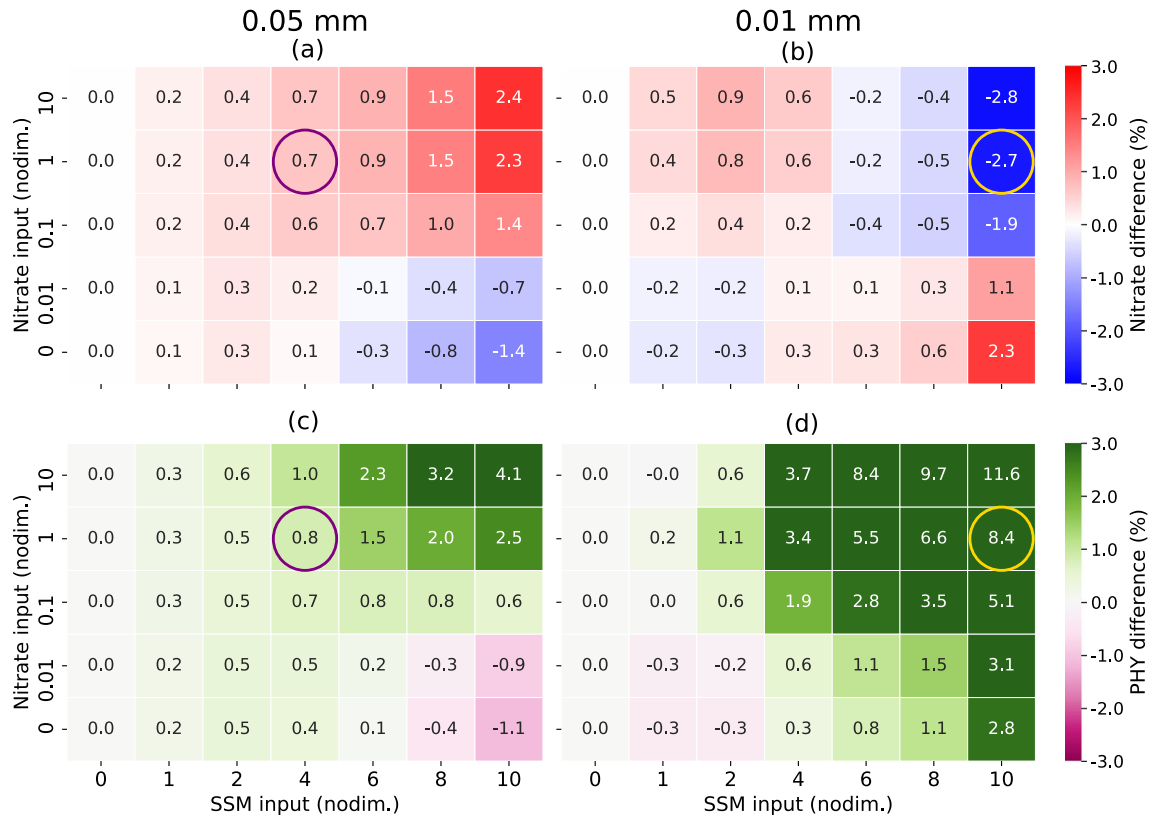 0.05 mm
0.01 mm
(a)
(b)
Nitrate input (nodim.)
10 0.0 0.2 0.4 0.7 0.9 1.5 2.4
1 0.0 0.2 0.4 0.7 0.9 1.5 2.3
0.1 0.0 0.2 0.4 0.6 0.7 1.0 1.4
0.01 0.0 0.1 0.3 0.2 -0.1 -0.4 -0.7
0 0.0 0.1 0.3 0.1 -0.3 -0.8 -1.4
0.0 0.5 0.9 0.6 -0.2 -0.4 -2.8
0.0 0.4 0.8 0.6 -0.2 -0.5 -2.7
0.0 0.2 0.4 0.2 -0.4 -0.5 -1.9
0.0 -0.2 -0.2 0.1 0.1 0.3 1.1
0.0 -0.2 -0.3 0.3 0.3 0.6 2.3
3.0
2.0
1.0
0.0
-1.0
-2.0
-3.0
Nitrate difference (%)
(c)
(d)
Nitrate input (nodim.)
10 0.0 0.3 0.6 1.0 2.3 3.2 4.1
1 0.0 0.3 0.5 0.8 1.5 2.0 2.5
0.1 0.0 0.3 0.5 0.7 0.8 0.8 0.6
0.01 0.0 0.2 0.5 0.5 0.2 -0.3 -0.9
0 0.0 0.2 0.5 0.4 0.1 -0.4 -1.1
0 1 2 4 6 8 10
SSM input (nodim.)
0.0 -0.0 0.6 3.7 8.4 9.7 11.6
0.0 0.2 1.1 3.4 5.5 6.6 8.4
0.0 0.0 0.6 1.9 2.8 3.5 5.1
0.0 -0.3 -0.2 0.6 1.1 1.5 3.1
0.0 -0.3 -0.3 0.3 0.8 1.1 2.8
0 1 2 4 6 8 10
SSM input (nodim.)
3.0
2.0
1.0
0.0
-1.0
-2.0
-3.0
PHY difference (%)